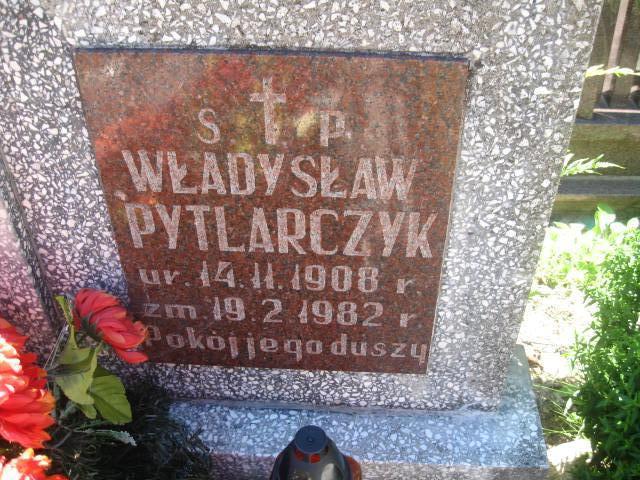 S † P
WŁADYSŁAW
PYTLARCZYK
ur. 14.11.1908 r
zm 19.2 1982 r
Pokój jego duszy